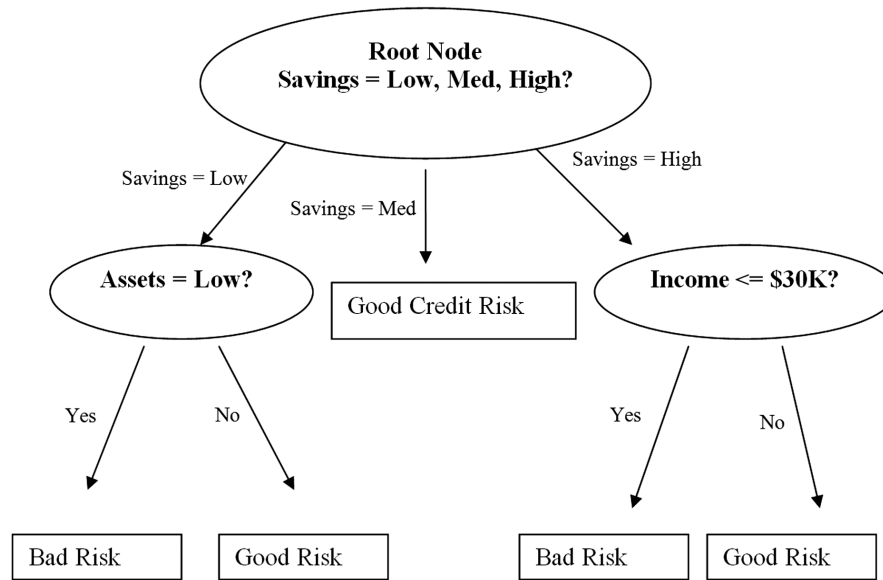 Root Node
Savings = Low, Med, High?
Savings = Low
Savings = Med
Savings = High
Assets = Low?
Good Credit Risk
Income <= $30K?
Yes
No
Yes
No
Bad Risk
Good Risk
Bad Risk
Good Risk